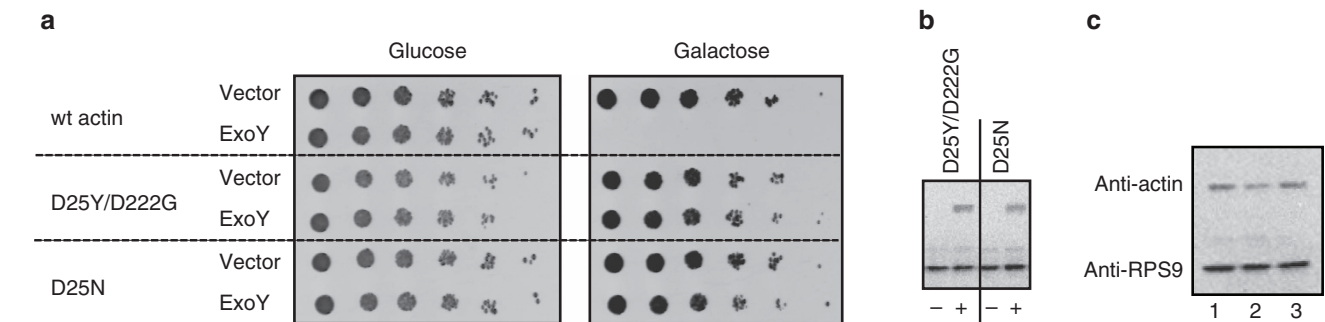 a
Glucose
Galactose
wt actin
Vector
ExoY
D25Y/D222G
Vector
ExoY
D25N
Vector
ExoY
b
D25Y/D222G
D25N
– + – +
c
Anti-actin
Anti-RPS9
1 2 3